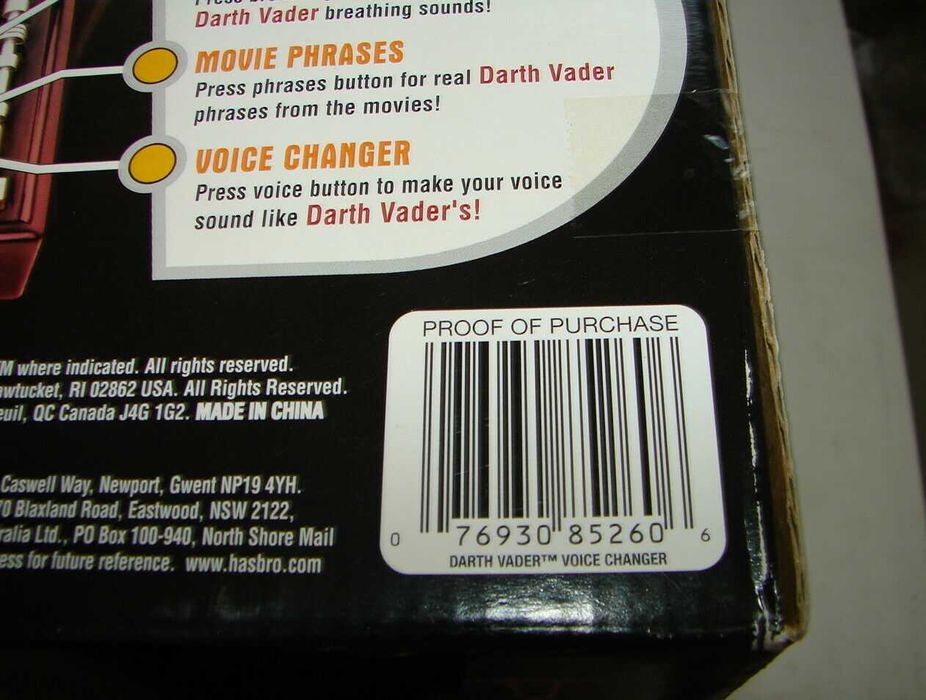 Darth Vader breathing sounds!
MOVIE PHRASES
Press phrases button for real Darth Vader
phrases from the movies!
VOICE CHANGER
Press voice button to make your voice
sound like Darth Vader's!
PROOF OF PURCHASE
where indicated. All rights reserved.
RI 02862 USA. All Rights Reserved.
QC Canada J4G 1G2. MADE IN CHINA
Caswell Way, Newport, Gwent NP19 4YH.
Blaxland Road, Eastwood, NSW 2122,
Ltd., PO Box 100-940, North Shore Mail
for future reference. www.hasbro.com
0 76930 85260 6
DARTH VADER™ VOICE CHANGER